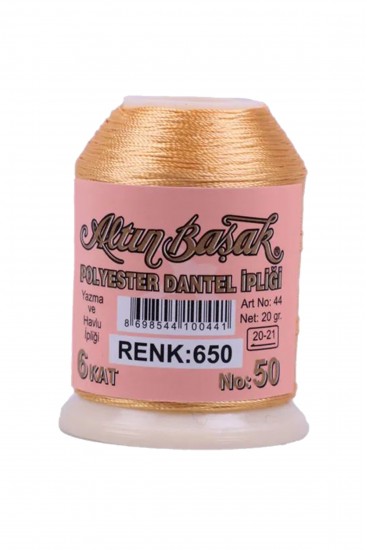 Altın Başak
POLYESTER DANTEL İPLİĞİ
Yazma
ve
Havlu
İpliği
8 698544 100441
Art No: 44
Net: 20 gr.
20-21
RENK:650
6 KAT
No:50